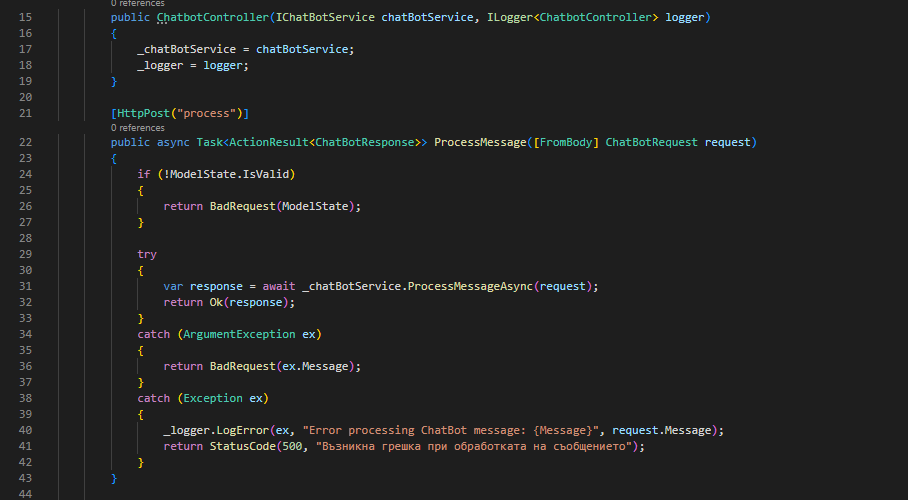 0 references
15 public ChatbotController(IChatBotService chatBotService, ILogger<ChatbotController> logger)
16 {
17 _chatBotService = chatBotService;
18 _logger = logger;
19 }
20
21 [HttpPost("process")]
0 references
22 public async Task<ActionResult<ChatBotResponse>> ProcessMessage([FromBody] ChatBotRequest request)
23 {
24 if (!ModelState.IsValid)
25 {
26 return BadRequest(ModelState);
27 }
28
29 try
30 {
31 var response = await _chatBotService.ProcessMessageAsync(request);
32 return Ok(response);
33 }
34 catch (ArgumentException ex)
35 {
36 return BadRequest(ex.Message);
37 }
38 catch (Exception ex)
39 {
40 _logger.LogError(ex, "Error processing ChatBot message: {Message}", request.Message);
41 return StatusCode(500, "Възникна грешка при обработката на съобщението");
42 }
43 }
44